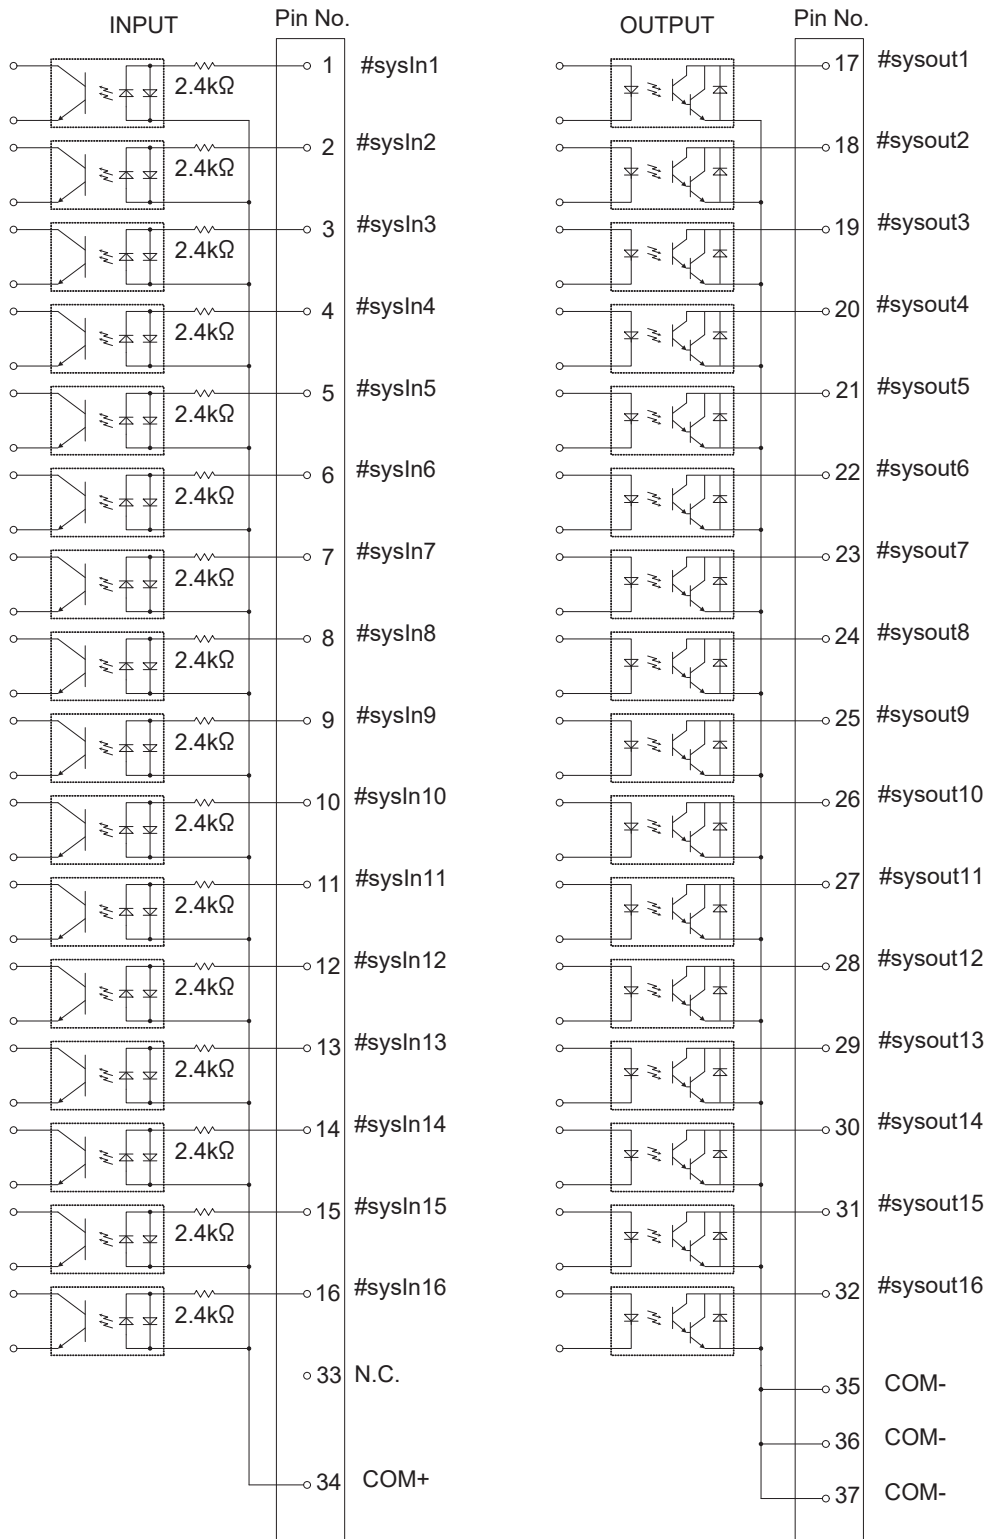 INPUT
Pin No.
2.4kΩ 1 #sysIn1
2.4kΩ 2 #sysIn2
2.4kΩ 3 #sysIn3
2.4kΩ 4 #sysIn4
2.4kΩ 5 #sysIn5
2.4kΩ 6 #sysIn6
2.4kΩ 7 #sysIn7
2.4kΩ 8 #sysIn8
2.4kΩ 9 #sysIn9
2.4kΩ 10 #sysIn10
2.4kΩ 11 #sysIn11
2.4kΩ 12 #sysIn12
2.4kΩ 13 #sysIn13
2.4kΩ 14 #sysIn14
2.4kΩ 15 #sysIn15
2.4kΩ 16 #sysIn16
33 N.C.
34 COM+
OUTPUT
Pin No.
17 #sysout1
18 #sysout2
19 #sysout3
20 #sysout4
21 #sysout5
22 #sysout6
23 #sysout7
24 #sysout8
25 #sysout9
26 #sysout10
27 #sysout11
28 #sysout12
29 #sysout13
30 #sysout14
31 #sysout15
32 #sysout16
35 COM-
36 COM-
37 COM-